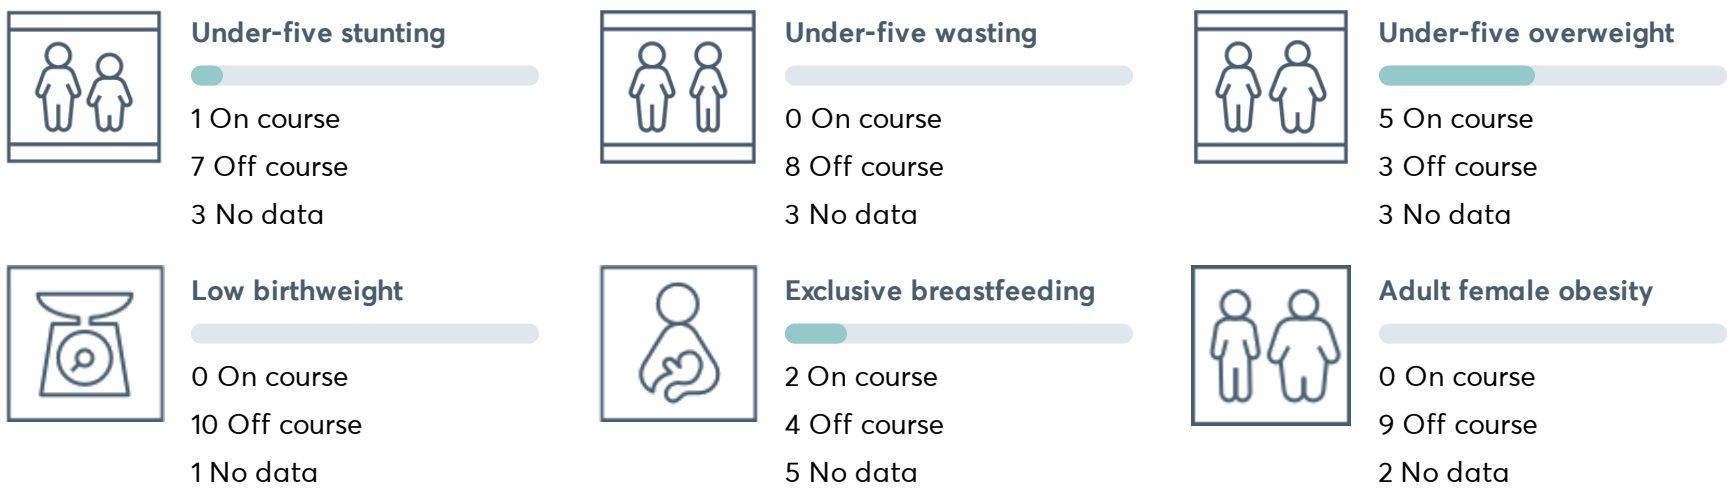 Under-five stunting
1 On course
7 Off course
3 No data
Under-five wasting
0 On course
8 Off course
3 No data
Under-five overweight
5 On course
3 Off course
3 No data
Low birthweight
0 On course
10 Off course
1 No data
Exclusive breastfeeding
2 On course
4 Off course
5 No data
Adult female obesity
0 On course
9 Off course
2 No data